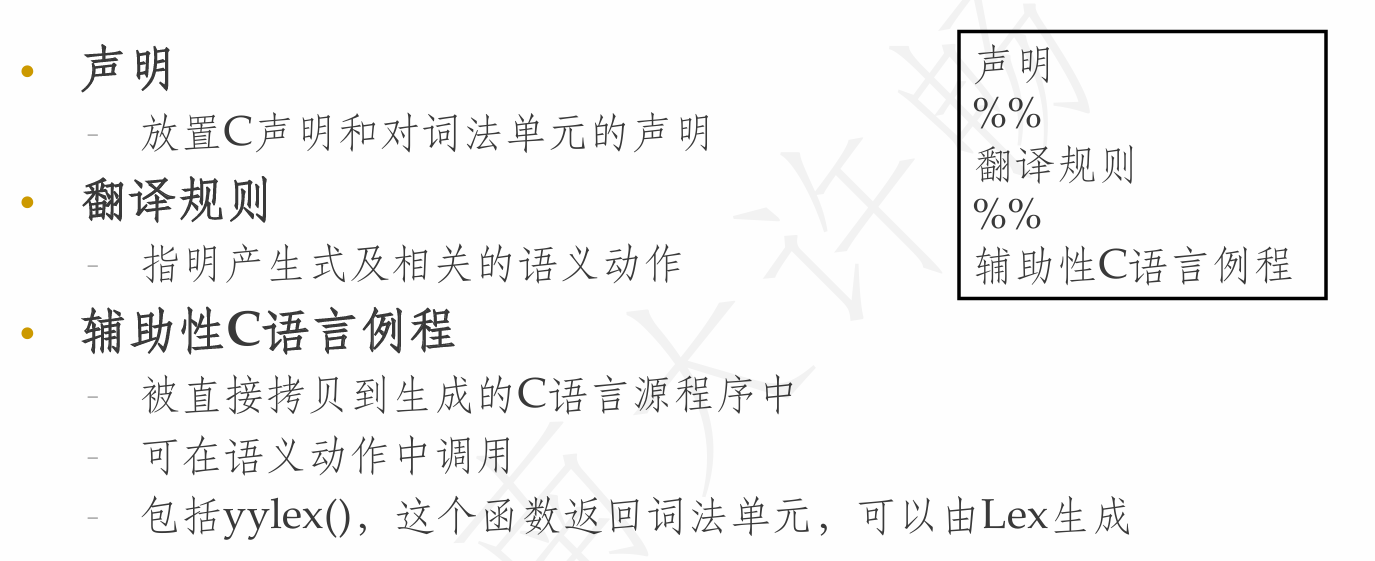 • 声明
- 放置C声明和对词法单元的声明
• 翻译规则
- 指明产生式及相关的语义动作
• 辅助性C语言例程
- 被直接拷贝到生成的C语言源程序中
- 可在语义动作中调用
- 包括yylex(),这个函数返回词法单元,可以由Lex生成
声明
%%
翻译规则
%%
辅助性C语言例程
南大许畅